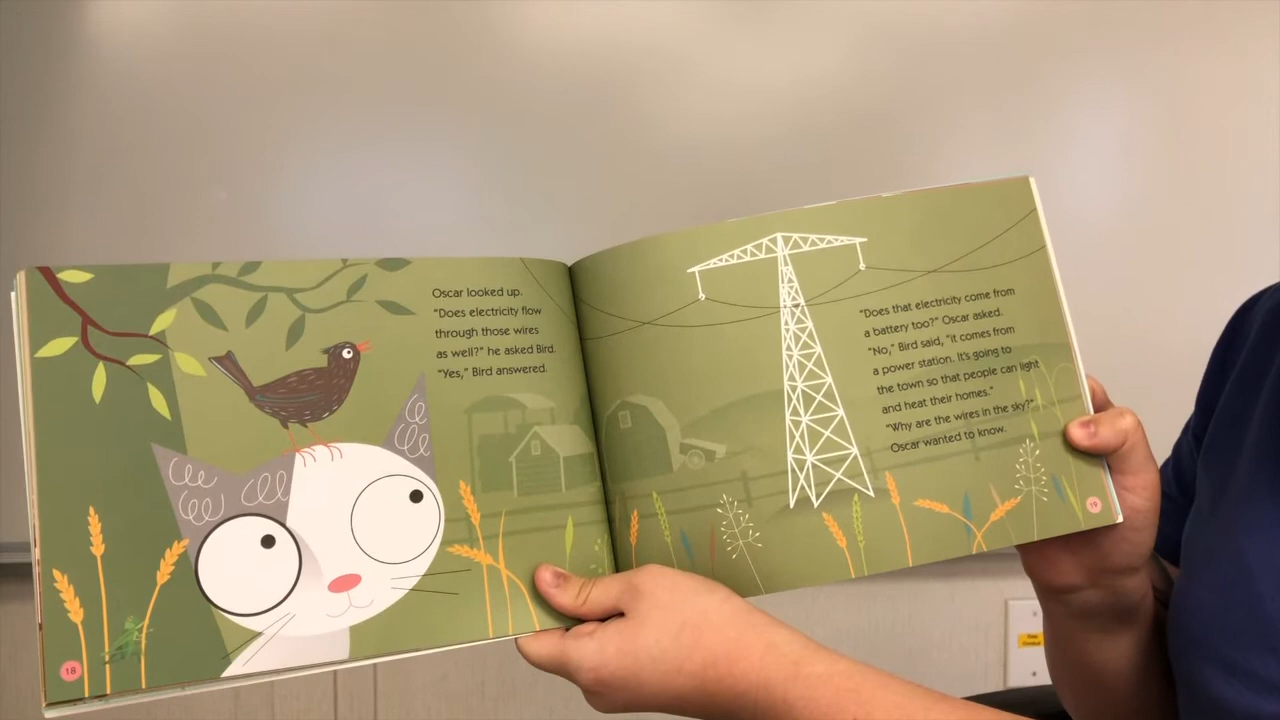 Oscar looked up.
"Does electricity flow
through those wires
as well?" he asked Bird.
"Yes," Bird answered.
18
"Does that electricity come from
a battery too?" Oscar asked.
"No," Bird said, "it comes from
a power station. It's going to
the town so that people can light
and heat their homes."
"Why are the wires in the sky?"
Oscar wanted to know.
19